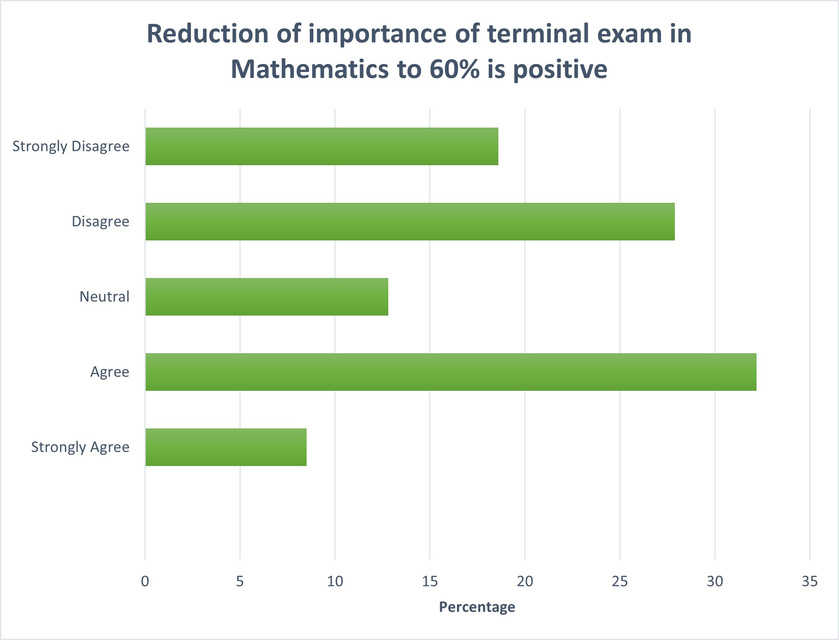 Reduction of importance of terminal exam in
Mathematics to 60% is positive
Strongly Disagree
Disagree
Neutral
Agree
Strongly Agree
0 5 10 15 20 25 30 35
Percentage